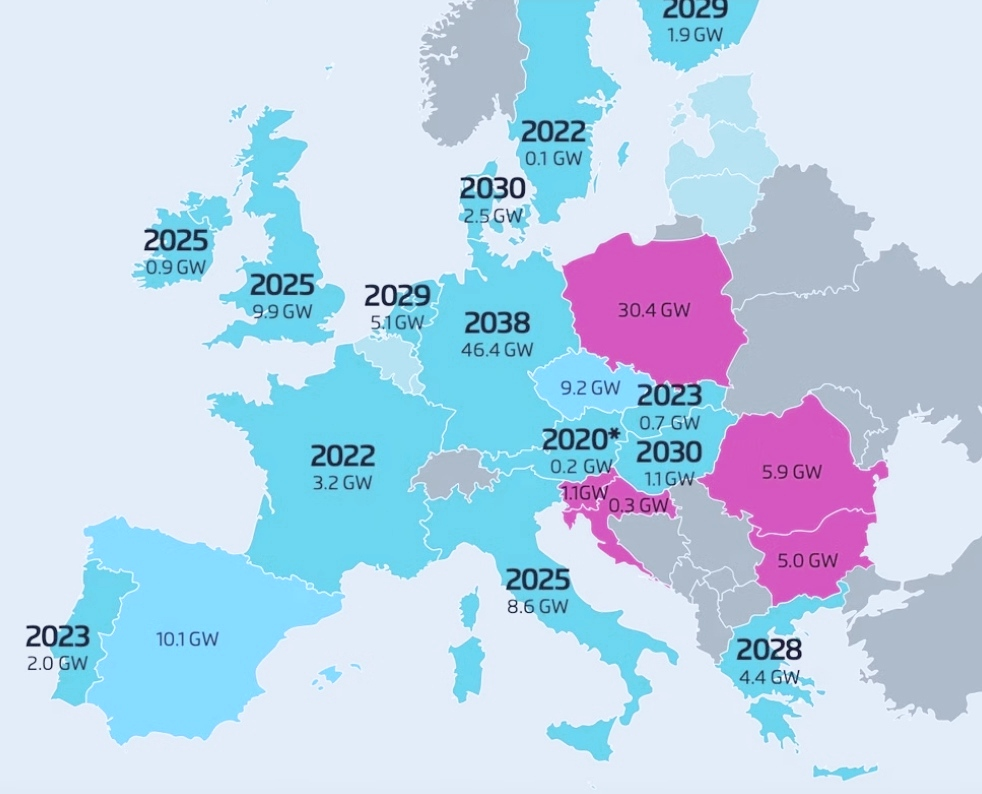 2029
1.9 GW
2022
0.1 GW
2030
2.5 GW
2025
0.9 GW
2025
9.9 GW
2029
5.1 GW
2038
46.4 GW
30.4 GW
9.2 GW
2023
0.7 GW
2020*
0.2 GW
2030
1.1 GW
2022
3.2 GW
1.1GW
0.3 GW
5.9 GW
5.0 GW
2025
8.6 GW
2023
2.0 GW
10.1 GW
2028
4.4 GW